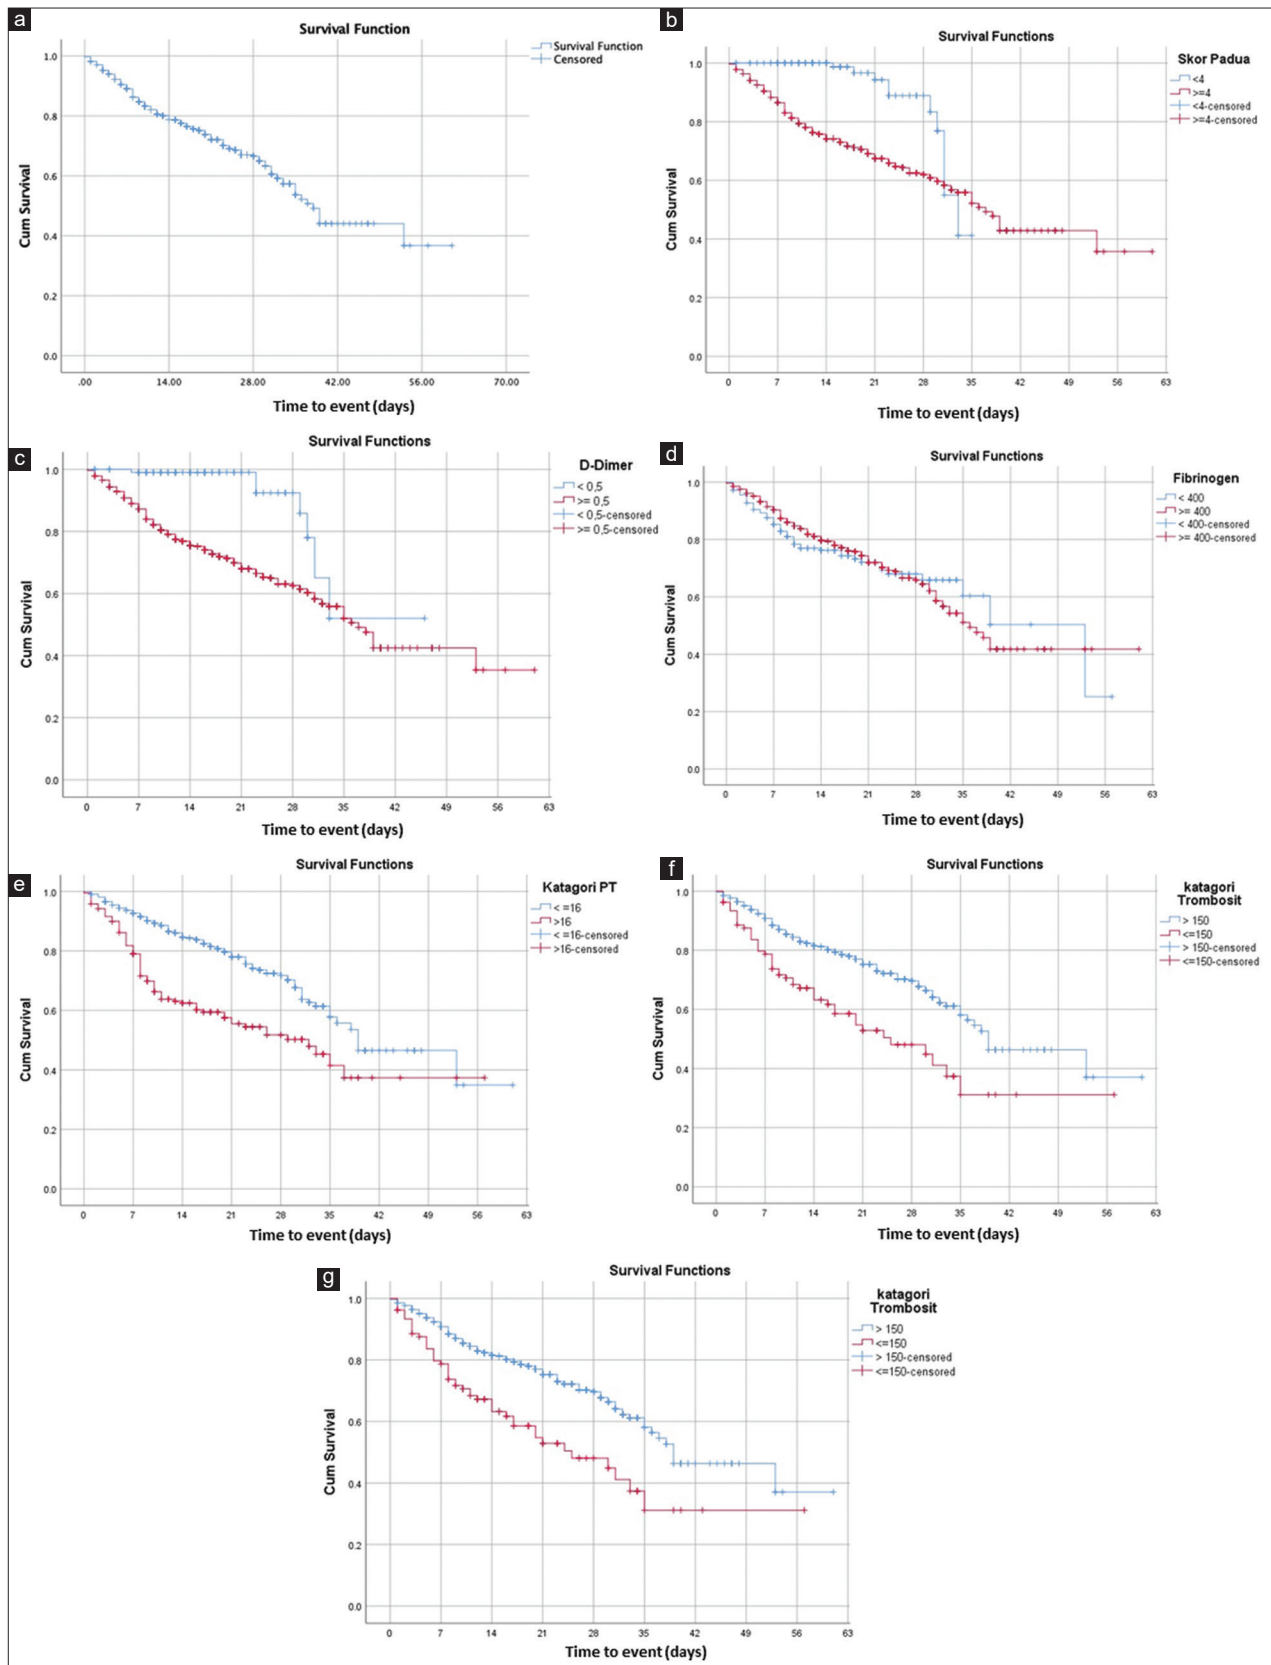 a
Survival Function
Survival Function
Censored
Cum Survival
1.0
0.8
0.6
0.4
0.2
0.0
.00 14.00 28.00 42.00 56.00 70.00
Time to event (days)
b
Survival Functions
Skor Padua
<4
>=4
<4-censored
>=4-censored
Cum Survival
1.0
0.8
0.6
0.4
0.2
0.0
0 7 14 21 28 35 42 49 56 63
Time to event (days)
c
Survival Functions
D-Dimer
< 0,5
>= 0,5
< 0,5-censored
>= 0,5-censored
Cum Survival
1.0
0.8
0.6
0.4
0.2
0.0
0 7 14 21 28 35 42 49 56 63
Time to event (days)
d
Survival Functions
Fibrinogen
< 400
>= 400
< 400-censored
>= 400-censored
Cum Survival
1.0
0.8
0.6
0.4
0.2
0.0
0 7 14 21 28 35 42 49 56 63
Time to event (days)
e
Survival Functions
Katagori PT
< =16
>16
< =16-censored
>16-censored
Cum Survival
1.0
0.8
0.6
0.4
0.2
0.0
0 7 14 21 28 35 42 49 56 63
Time to event (days)
f
Survival Functions
katagori
Trombosit
> 150
<=150
> 150-censored
<=150-censored
Cum Survival
1.0
0.8
0.6
0.4
0.2
0.0
0 7 14 21 28 35 42 49 56 63
Time to event (days)
g
Survival Functions
katagori
Trombosit
> 150
<=150
> 150-censored
<=150-censored
Cum Survival
1.0
0.8
0.6
0.4
0.2
0.0
0 7 14 21 28 35 42 49 56 63
Time to event (days)